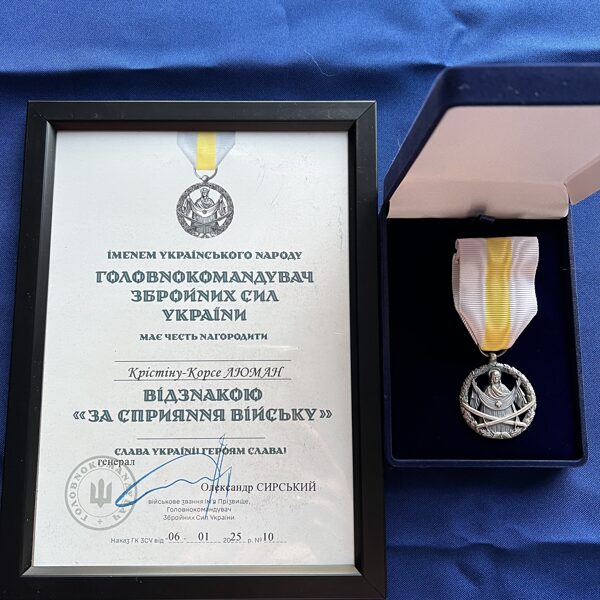 ІМЕНЕМ УКРАЇНСЬКОГО НАРОДУ
ГОЛОВНОКОМАНДУВАЧ
ЗБРОЙНИХ СИЛ
УКРАЇНИ
МАЄ ЧЕСТЬ НАГОРОДИТИ
Крістіну-Корсе ЛЮМАН
ВІДЗНАКОЮ
«ЗА СПРИЯННЯ ВІЙСЬКУ»
СЛАВА УКРАЇНІ! ГЕРОЯМ СЛАВА!
генерал
Олександр СИРСЬКИЙ
військове звання Ім'я Прізвище,
Головнокомандувач
Збройних Сил України
ГОЛОВНОКОМАНДУВАЧ
Наказ ГК ЗСУ від "06 - 01 2025 р. № 10